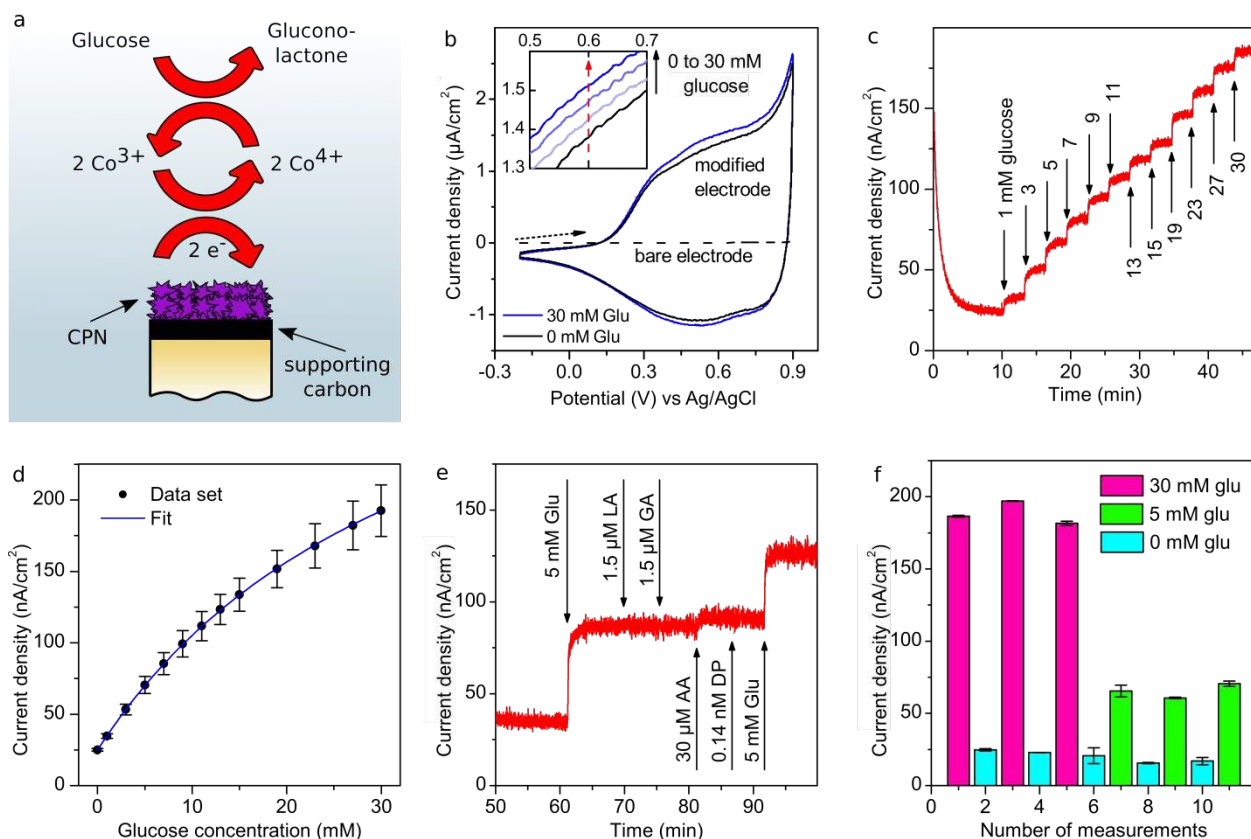 a
Glucose
Glucono-
lactone
2 Co3+
2 Co4+
2 e-
CPN
supporting
carbon
b
0.5 0.6 0.7
1.5
1.4
1.3
0 to 30 mM
glucose
modified
electrode
bare electrode
30 mM Glu
0 mM Glu
2
1
0
-1
-0.3 0.0 0.3 0.6 0.9
Potential (V) vs Ag/AgCl
Current density (µA/cm2)
c
150
100
50
0
0 10 20 30 40
Time (min)
Current density (nA/cm2)
1 mM glucose
3
5
7
9
11
13
15
19
23
27
30
d
Data set
Fit
200
150
100
50
0
0 10 20 30
Glucose concentration (mM)
Current density (nA/cm2)
e
150
100
50
0
50 60 70 80 90
Time (min)
Current density (nA/cm2)
5 mM Glu
1.5 µM LA
1.5 µM GA
30 µM AA
0.14 nM DP
5 mM Glu
f
30 mM glu
5 mM glu
0 mM glu
200
150
100
50
0
0 2 4 6 8 10
Number of measurements
Current density (nA/cm2)